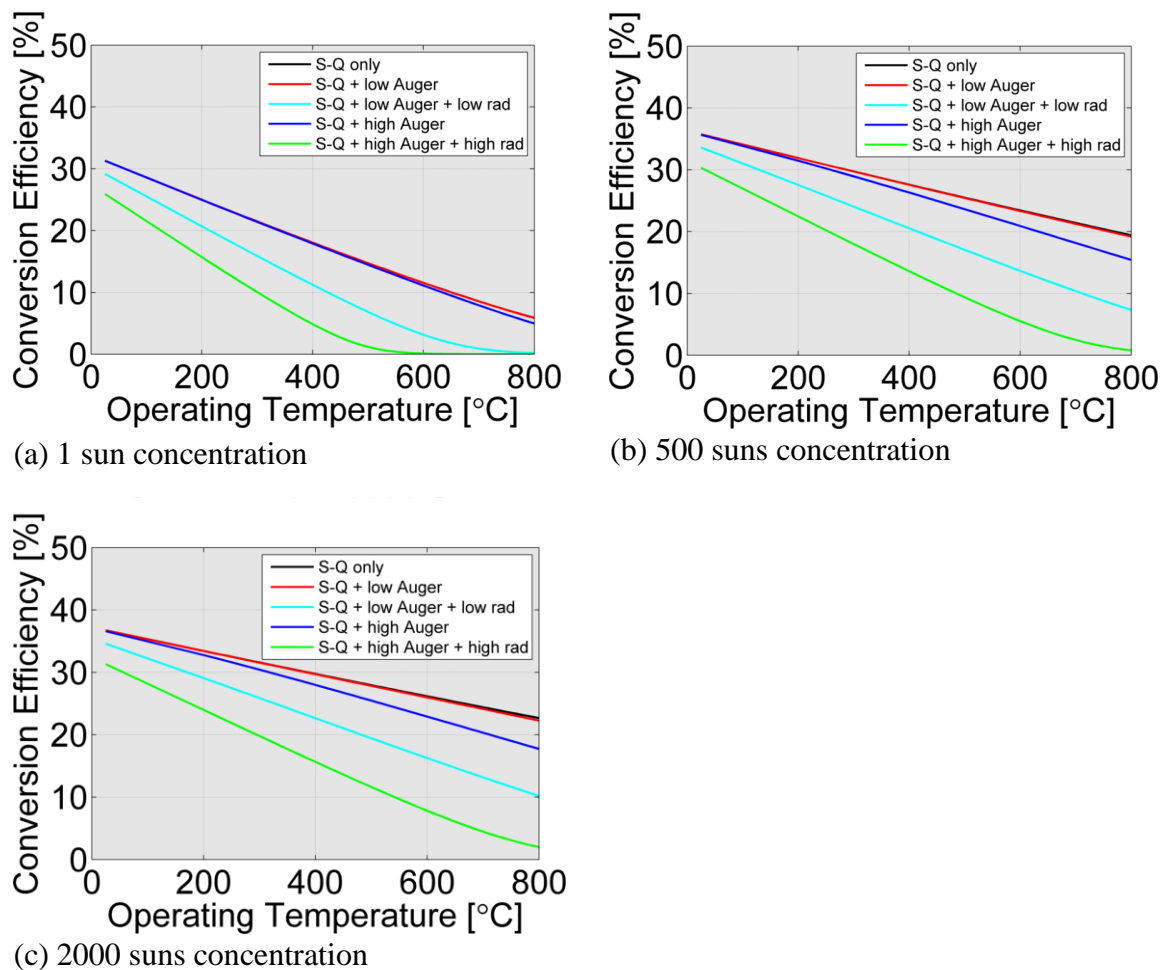 Conversion Efficiency [%]
50
40
30
20
10
0
S-Q only
S-Q + low Auger
S-Q + low Auger + low rad
S-Q + high Auger
S-Q + high Auger + high rad
0 200 400 600 800
Operating Temperature [°C]
(a) 1 sun concentration
Conversion Efficiency [%]
50
40
30
20
10
0
S-Q only
S-Q + low Auger
S-Q + low Auger + low rad
S-Q + high Auger
S-Q + high Auger + high rad
0 200 400 600 800
Operating Temperature [°C]
(b) 500 suns concentration
Conversion Efficiency [%]
50
40
30
20
10
0
S-Q only
S-Q + low Auger
S-Q + low Auger + low rad
S-Q + high Auger
S-Q + high Auger + high rad
0 200 400 600 800
Operating Temperature [°C]
(c) 2000 suns concentration